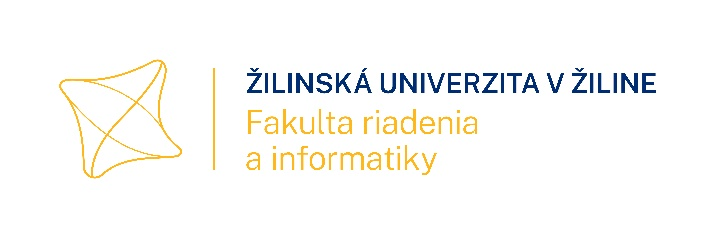 ŽILINSKÁ UNIVERZITA V ŽILINE
Fakulta riadenia
a informatiky